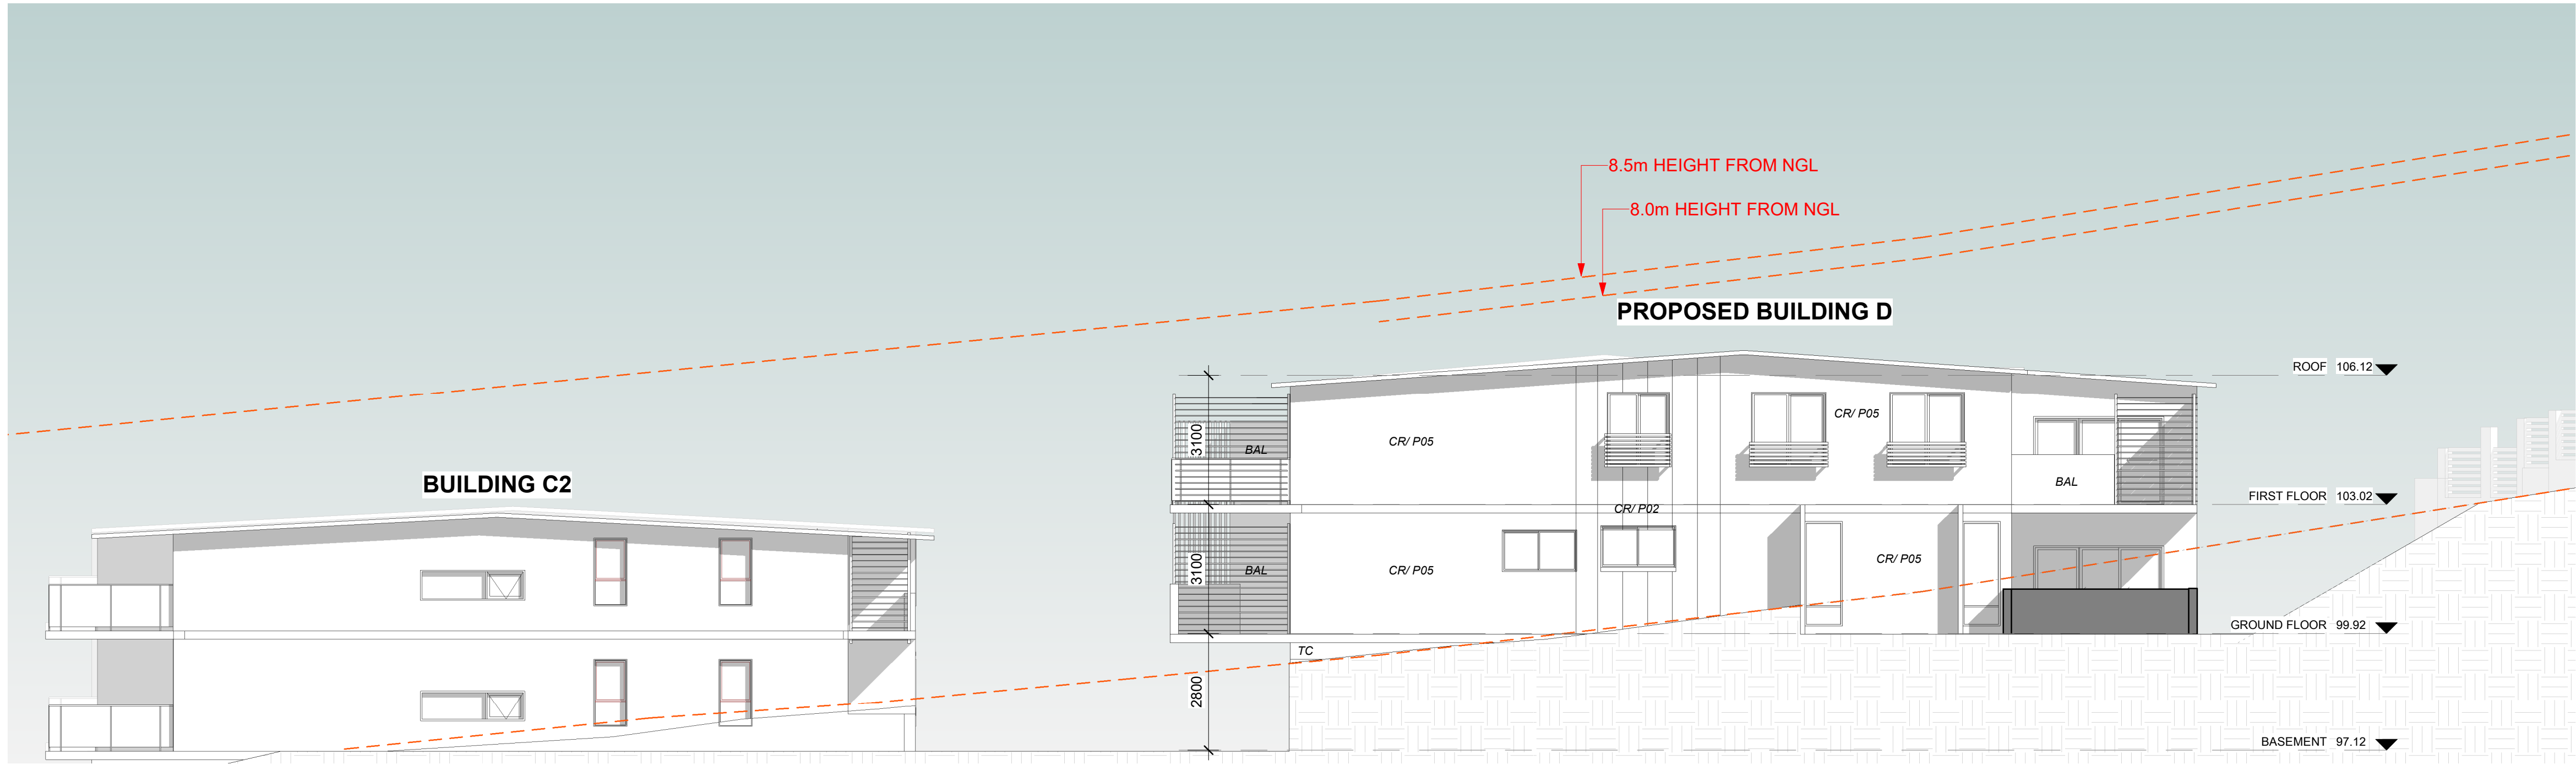 8.5m HEIGHT FROM NGL
8.0m HEIGHT FROM NGL
PROPOSED BUILDING D
ROOF 106.12
3100
CR/ P05
CR/ P05
BAL
BAL
BUILDING C2
FIRST FLOOR 103.02
CR/ P02
3100
BAL
CR/ P05
CR/ P05
GROUND FLOOR 99.92
TC
2800
BASEMENT 97.12